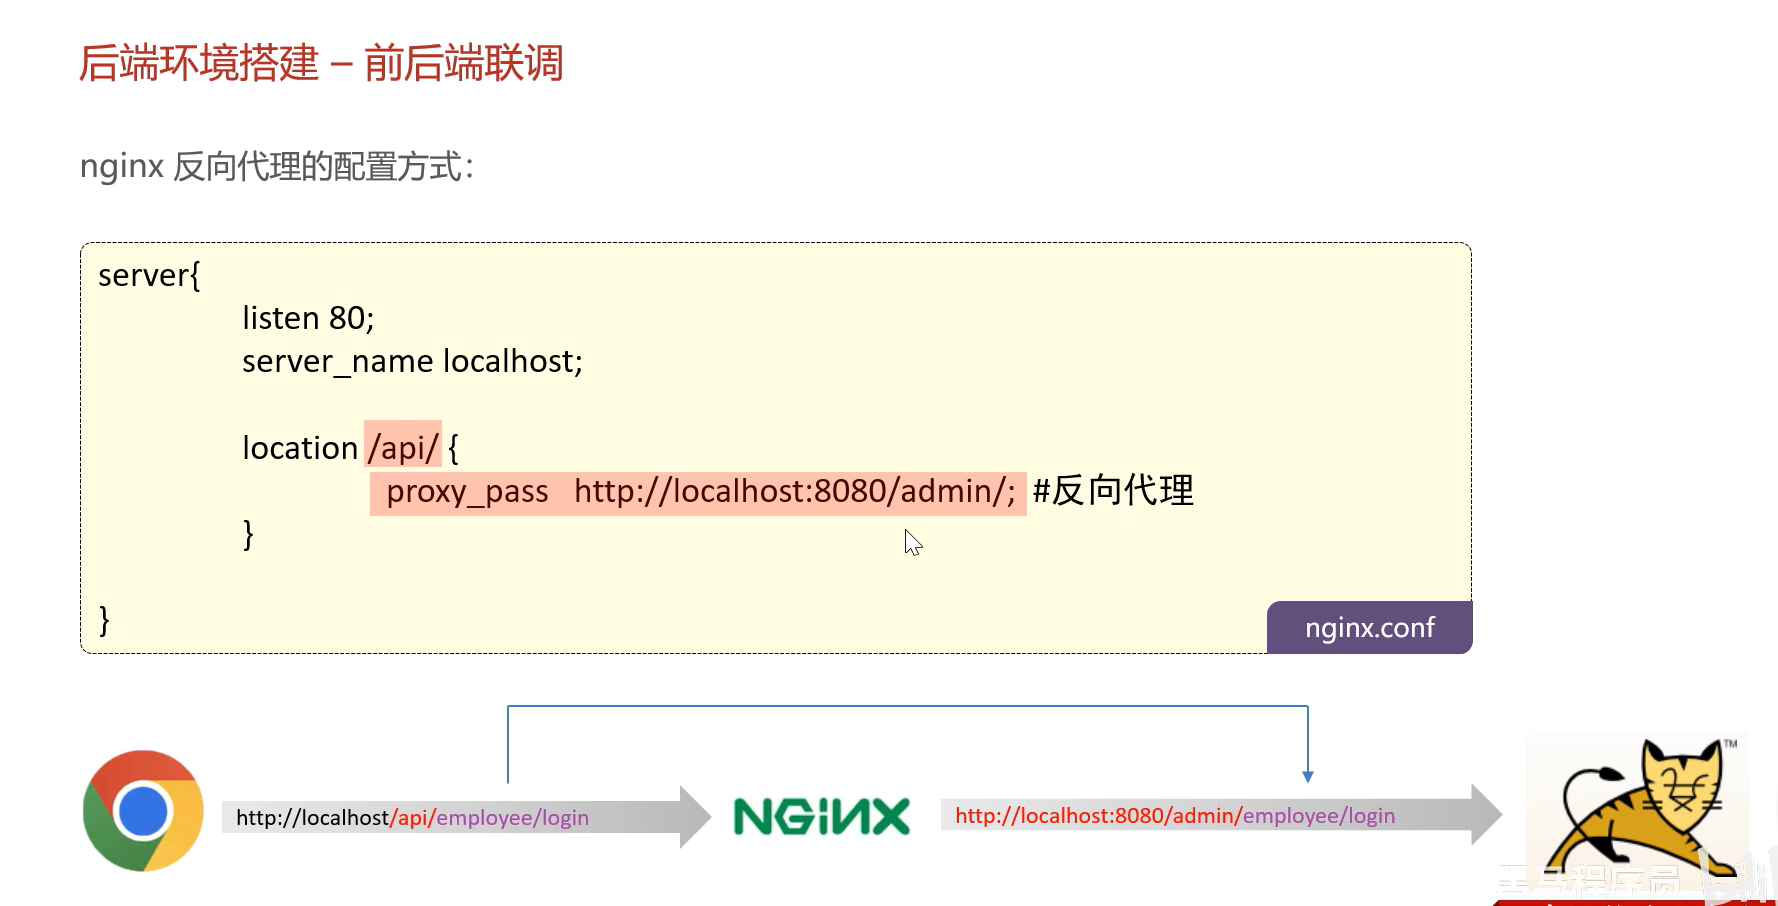 后端环境搭建 – 前后端联调
nginx 反向代理的配置方式：
server{
listen 80;
server_name localhost;
location /api/ {
proxy_pass   http://localhost:8080/admin/; #反向代理
}
}
nginx.conf
http://localhost/api/employee/login
NGINX
http://localhost:8080/admin/employee/login
TM
黑马程序员